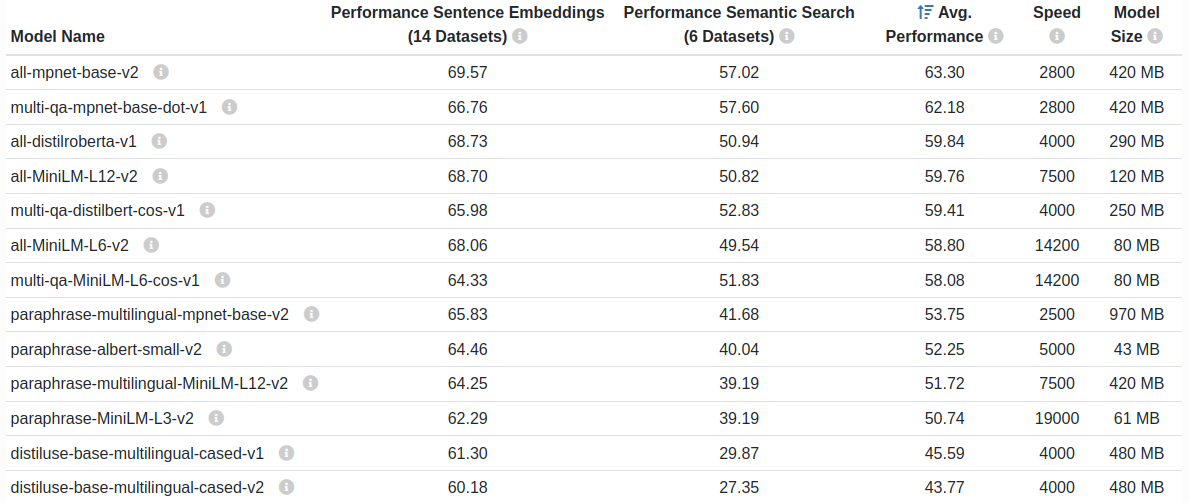 Performance Sentence Embeddings Performance Semantic Search Avg. Speed Model
Model Name (14 Datasets) (6 Datasets) Performance Size
all-mpnet-base-v2 69.57 57.02 63.30 2800 420 MB
multi-qa-mpnet-base-dot-v1 66.76 57.60 62.18 2800 420 MB
all-distilroberta-v1 68.73 50.94 59.84 4000 290 MB
all-MiniLM-L12-v2 68.70 50.82 59.76 7500 120 MB
multi-qa-distilbert-cos-v1 65.98 52.83 59.41 4000 250 MB
all-MiniLM-L6-v2 68.06 49.54 58.80 14200 80 MB
multi-qa-MiniLM-L6-cos-v1 64.33 51.83 58.08 14200 80 MB
paraphrase-multilingual-mpnet-base-v2 65.83 41.68 53.75 2500 970 MB
paraphrase-albert-small-v2 64.46 40.04 52.25 5000 43 MB
paraphrase-multilingual-MiniLM-L12-v2 64.25 39.19 51.72 7500 420 MB
paraphrase-MiniLM-L3-v2 62.29 39.19 50.74 19000 61 MB
distiluse-base-multilingual-cased-v1 61.30 29.87 45.59 4000 480 MB
distiluse-base-multilingual-cased-v2 60.18 27.35 43.77 4000 480 MB